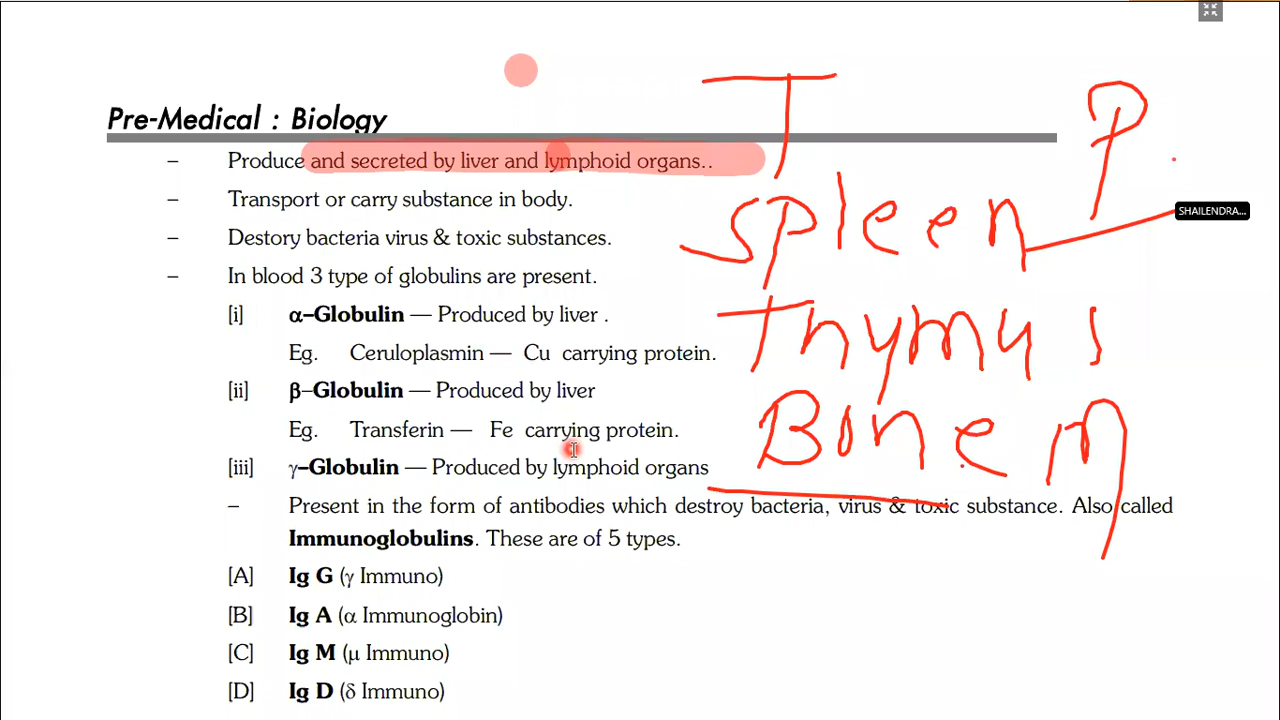 T
P
Pre-Medical : Biology
– Produce and secreted by liver and lymphoid organs..
– Transport or carry substance in body.
Spleen
SHAILENDRA...
– Destory bacteria virus & toxic substances.
– In blood 3 type of globulins are present.
[i] α–Globulin — Produced by liver .
Thymus
Eg. Ceruloplasmin — Cu carrying protein.
[ii] β–Globulin — Produced by liver
Eg. Transferin — Fe carrying protein.
Bone m
[iii] γ–Globulin — Produced by lymphoid organs
– Present in the form of antibodies which destroy bacteria, virus & toxic substance. Also called
Immunoglobulins. These are of 5 types.
[A] Ig G (γ Immuno)
[B] Ig A (α Immunoglobin)
[C] Ig M (μ Immuno)
[D] Ig D (δ Immuno)